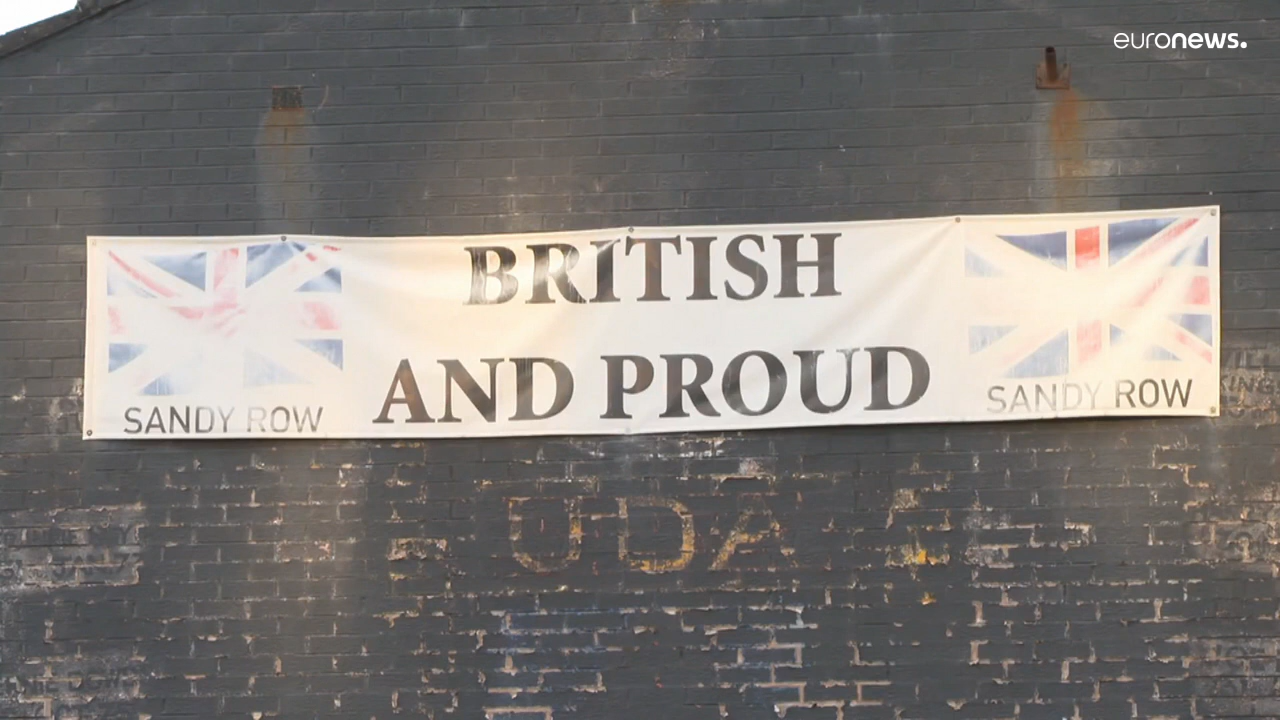 euronews.
BRITISH
AND PROUD
SANDY ROW
SANDY ROW
UDA